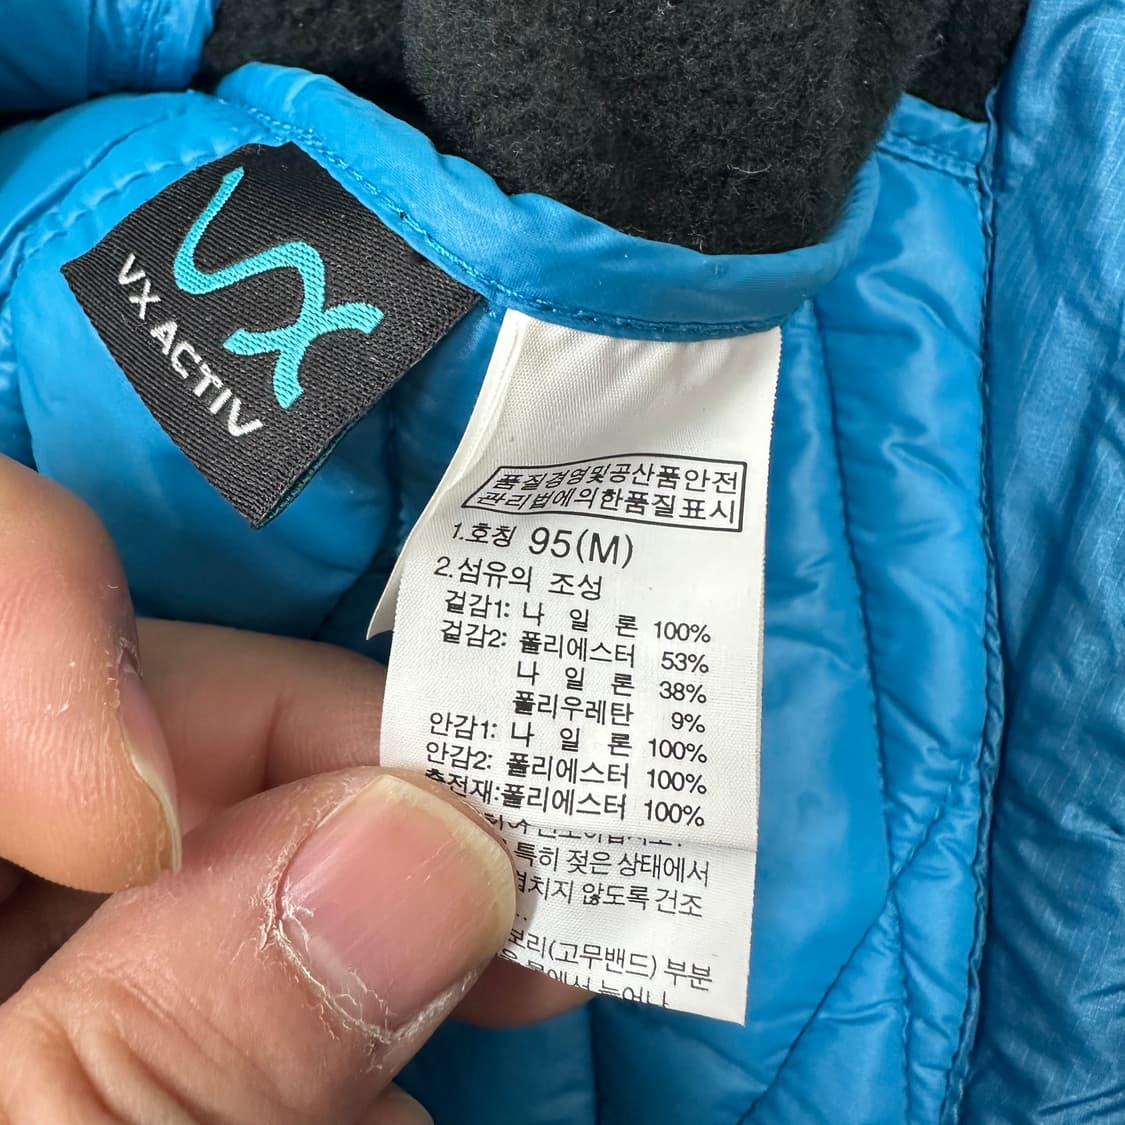 VX
VX ACTIV
품질경영및공산품안전
관리법에의한품질표시
1.호칭 95(M)
2.섬유의 조성
겉감1: 나 일 론 100%
겉감2: 폴리에스터 53%
나 일 론 38%
폴리우레탄 9%
안감1: 나 일 론 100%
안감2: 폴리에스터 100%
충전재:폴리에스터 100%
특히 젖은 상태에서
겹치지 않도록 건조
(고무밴드) 부분